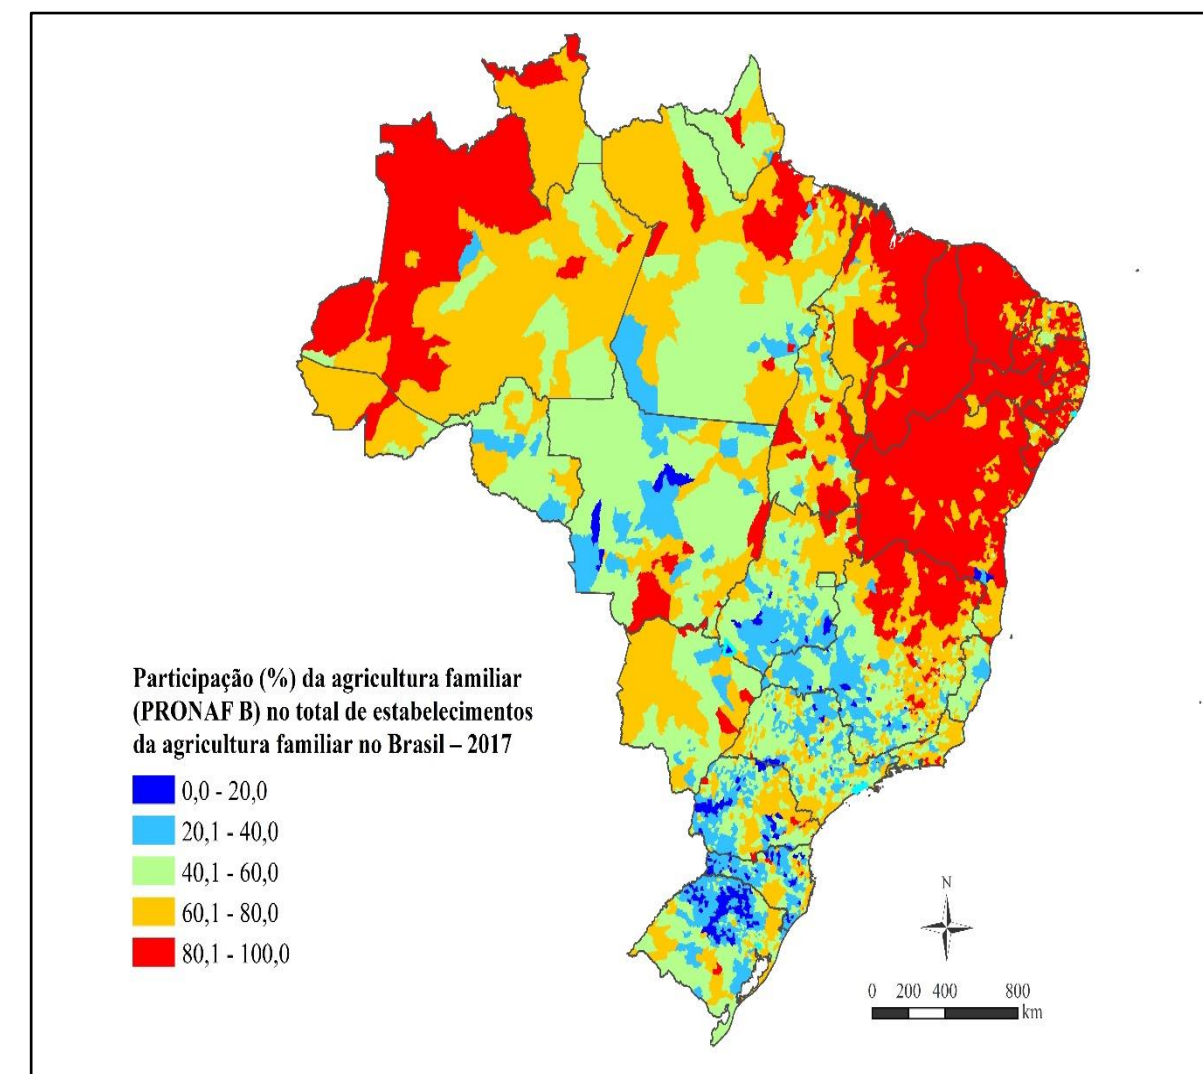 Participação (%) da agricultura familiar
(PRONAF B) no total de estabelecimentos
da agricultura familiar no Brasil – 2017
0,0 - 20,0
20,1 - 40,0
40,1 - 60,0
60,1 - 80,0
80,1 - 100,0
N
0 200 400 800
km